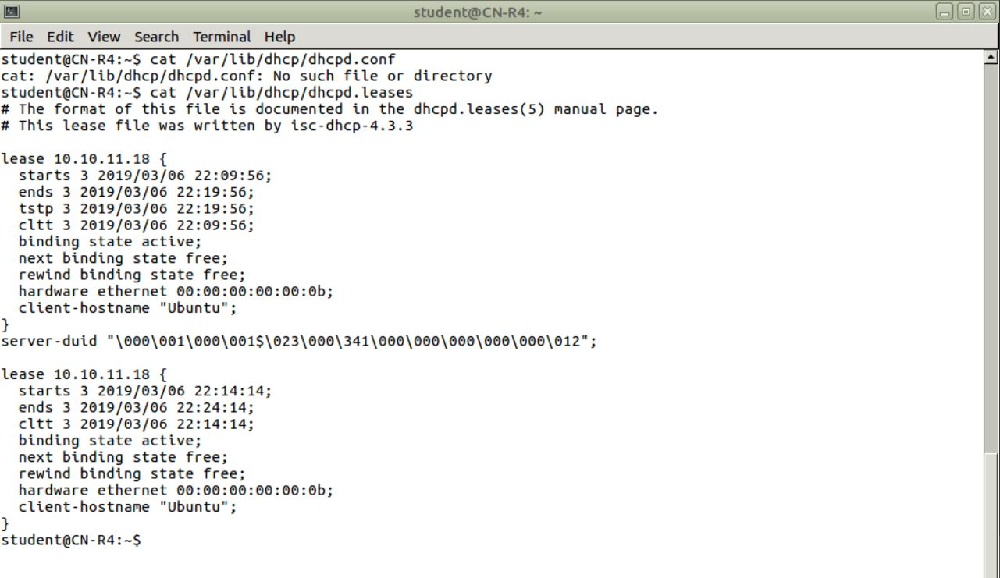 student@CN-R4: ~
File Edit View Search Terminal Help
student@CN-R4:~$ cat /var/lib/dhcp/dhcpd.conf
cat: /var/lib/dhcp/dhcpd.conf: No such file or directory
student@CN-R4:~$ cat /var/lib/dhcp/dhcpd.leases
# The format of this file is documented in the dhcpd.leases(5) manual page.
# This lease file was written by isc-dhcp-4.3.3

lease 10.10.11.18 {
  starts 3 2019/03/06 22:09:56;
  ends 3 2019/03/06 22:19:56;
  tstp 3 2019/03/06 22:19:56;
  cltt 3 2019/03/06 22:09:56;
  binding state active;
  next binding state free;
  rewind binding state free;
  hardware ethernet 00:00:00:00:00:0b;
  client-hostname "Ubuntu";
}
server-duid "\000\001\000\001$\023\000\341\000\000\000\000\000\012";

lease 10.10.11.18 {
  starts 3 2019/03/06 22:14:14;
  ends 3 2019/03/06 22:24:14;
  cltt 3 2019/03/06 22:14:14;
  binding state active;
  next binding state free;
  rewind binding state free;
  hardware ethernet 00:00:00:00:00:0b;
  client-hostname "Ubuntu";
}
student@CN-R4:~$